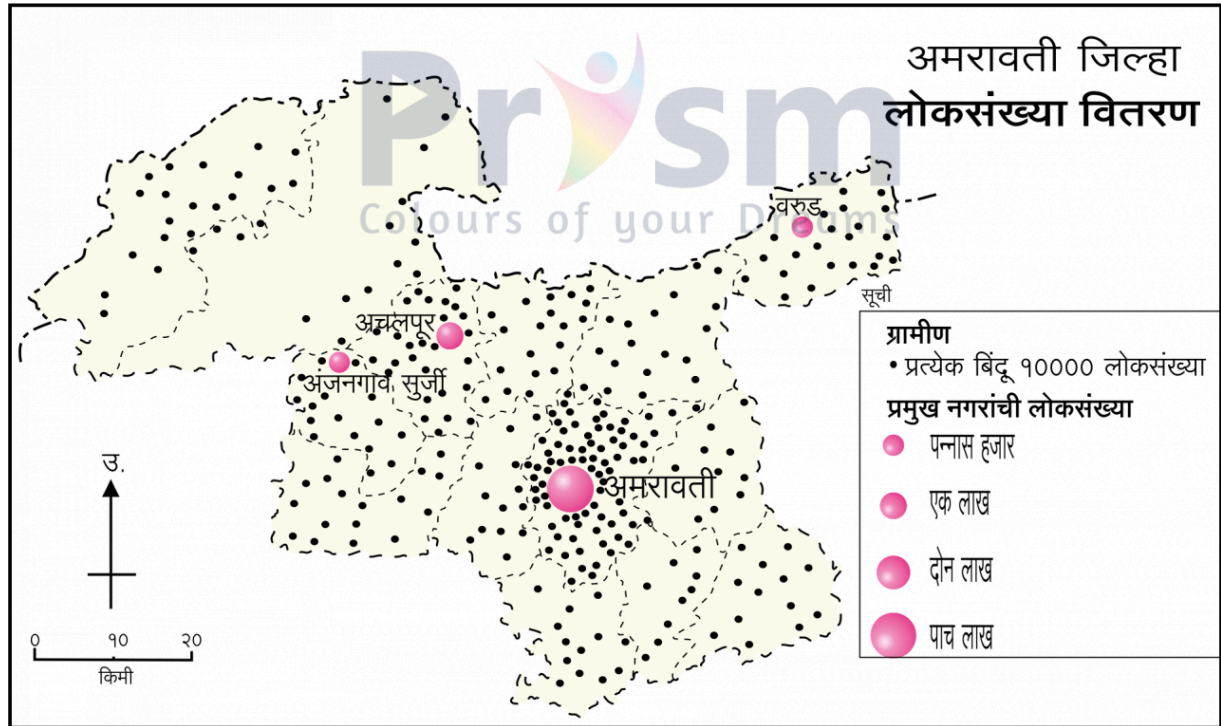 अमरावती जिल्हा
लोकसंख्या वितरण
Prism
Colours of your Dreams
वरुड
अचलपूर
अंजनगाव सुर्जी
अमरावती
उ.
० १० २०
किमी
सूची
ग्रामीण
• प्रत्येक बिंदू १०००० लोकसंख्या
प्रमुख नगरांची लोकसंख्या
पन्नास हजार
एक लाख
दोन लाख
पाच लाख